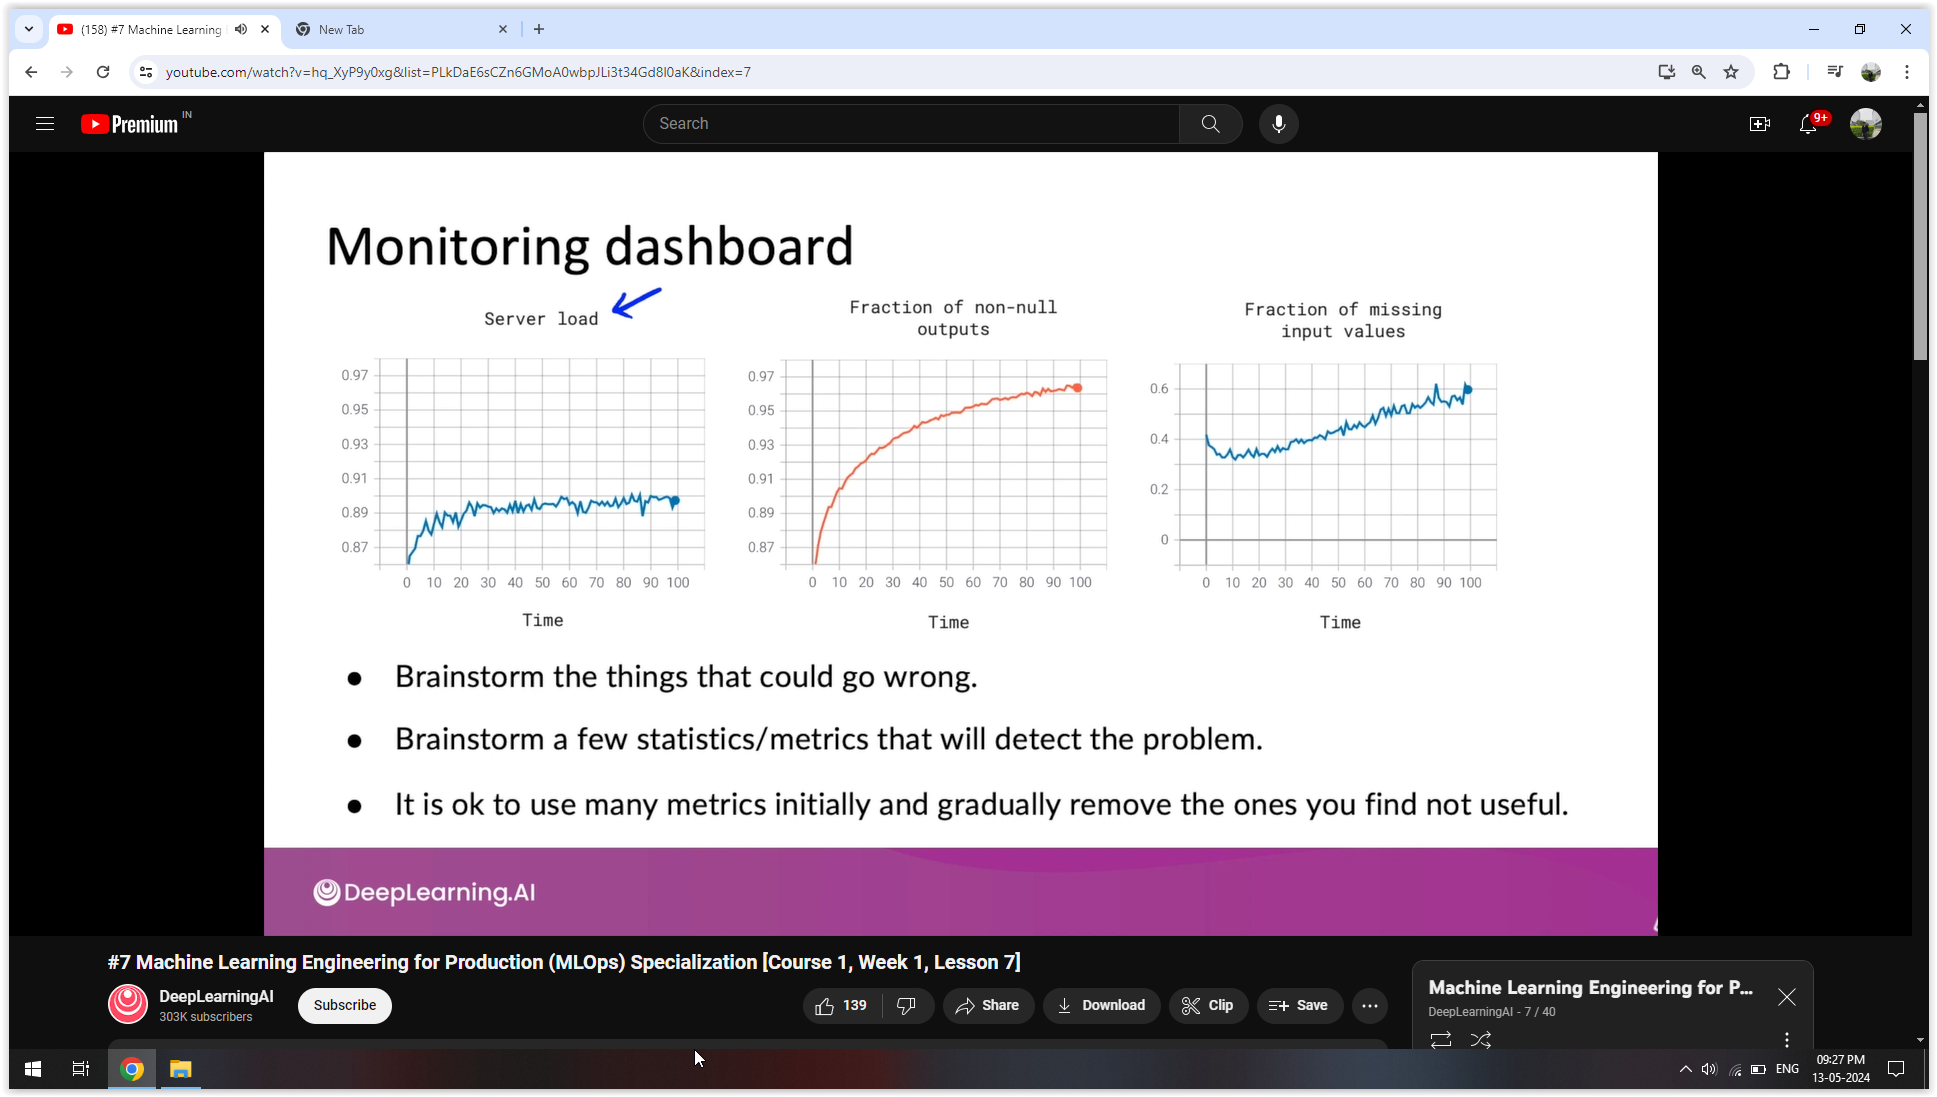 (158) #7 Machine Learning
New Tab
youtube.com/watch?v=hq_XyP9y0xg&list=PLkDaE6sCZn6GMoA0wbpJLi3t34Gd8l0aK&index=7
Premium IN
Search
9+
Monitoring dashboard
Server load
0.97
0.95
0.93
0.91
0.89
0.87
0 10 20 30 40 50 60 70 80 90 100
Time
Fraction of non-null
outputs
0.97
0.95
0.93
0.91
0.89
0.87
0 10 20 30 40 50 60 70 80 90 100
Time
Fraction of missing
input values
0.6
0.4
0.2
0
0 10 20 30 40 50 60 70 80 90 100
Time
● Brainstorm the things that could go wrong.
● Brainstorm a few statistics/metrics that will detect the problem.
● It is ok to use many metrics initially and gradually remove the ones you find not useful.
DeepLearning.AI
#7 Machine Learning Engineering for Production (MLOps) Specialization [Course 1, Week 1, Lesson 7]
DeepLearningAI
303K subscribers
Subscribe
139
Share
Download
Clip
Save
Machine Learning Engineering for P...
DeepLearningAI - 7 / 40
ENG
09:27 PM
13-05-2024